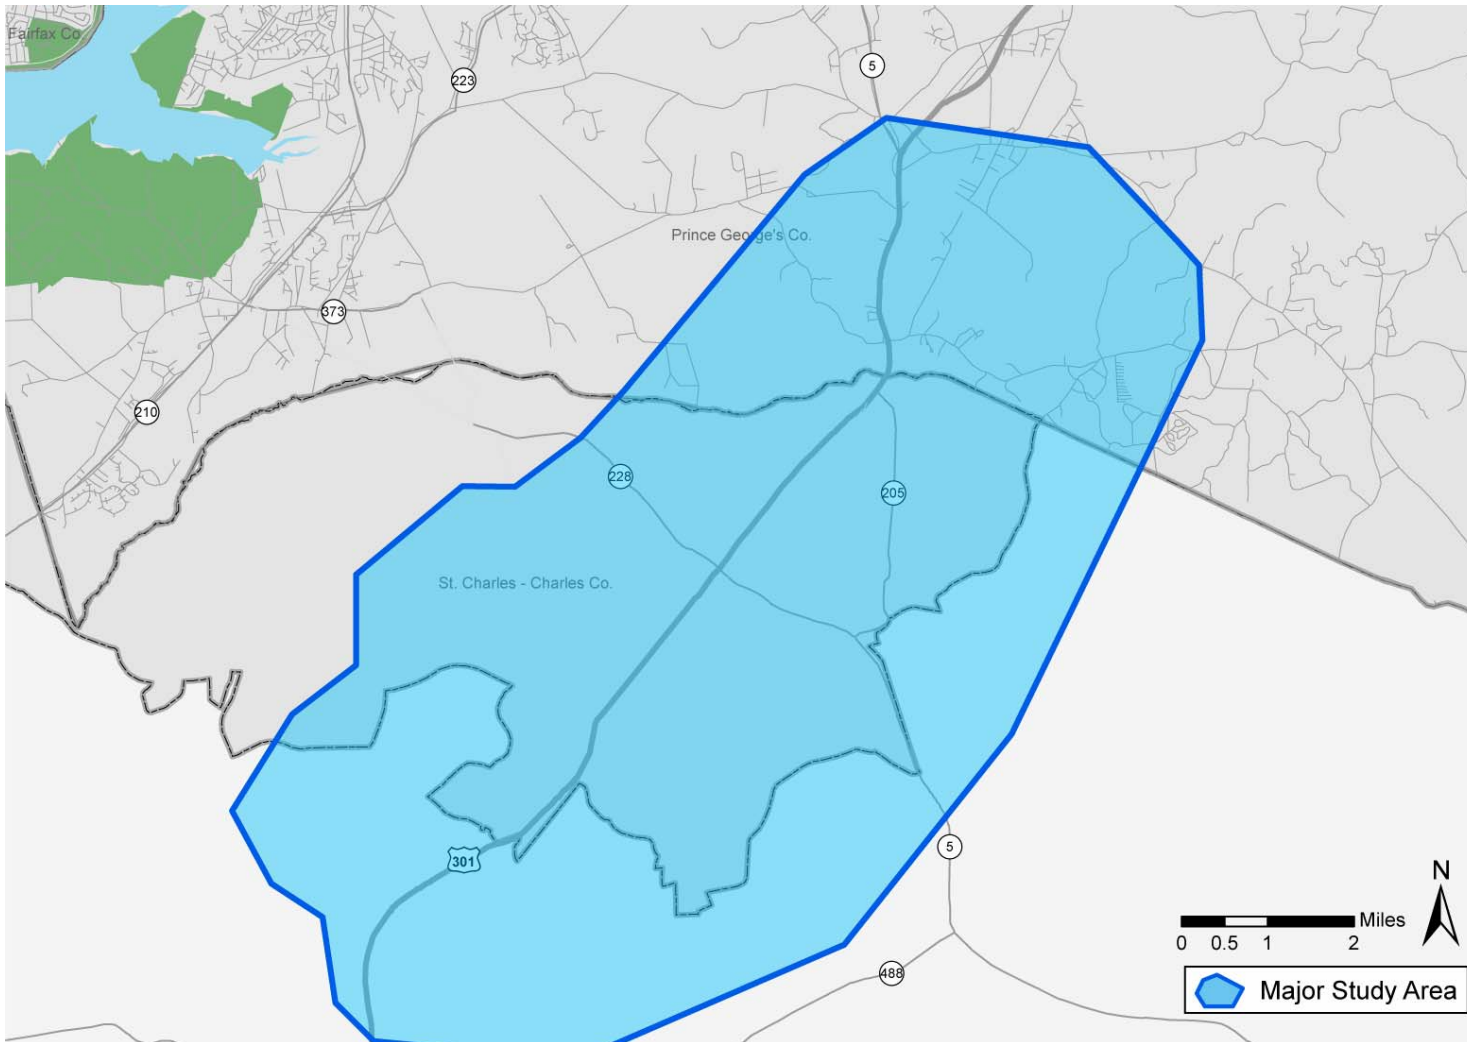 Fairfax Co.
5
223
Prince George's Co.
373
210
228
205
St. Charles - Charles Co.
301
5
488
N
Miles
0 0.5 1 2
Major Study Area